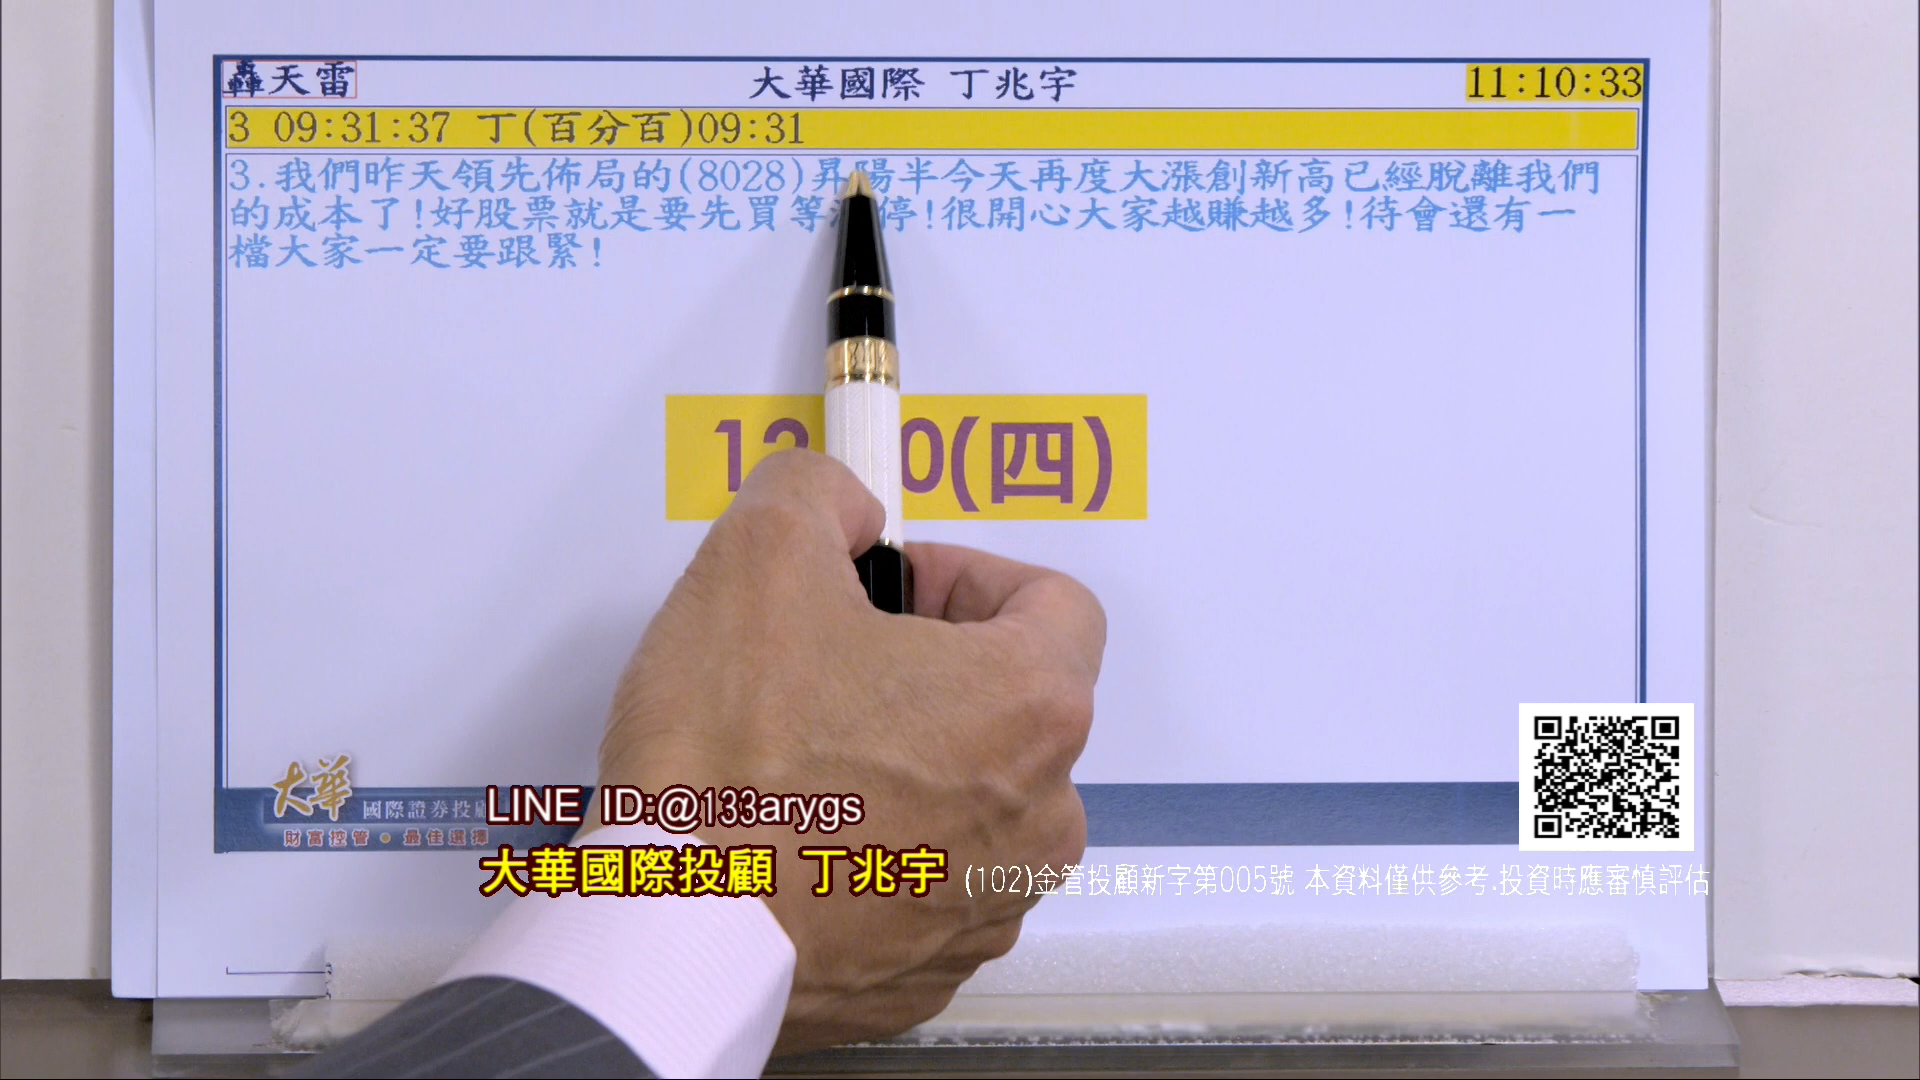 轟天雷
大華國際 丁兆宇
11:10:33
3 09:31:37 丁(百分百)09:31
3.我們昨天領先佈局的(8028)昇陽半今天再度大漲創新高已經脫離我們
的成本了!好股票就是要先買等 停!很開心大家越賺越多!待會還有一
檔大家一定要跟緊!
0(四)
大華
國際證券投
財富控管 ● 最佳選擇
LINE ID:@133arygs
大華國際投顧 丁兆宇
(102)金管投顧新字第005號 本資料僅供參考.投資時應審慎評估